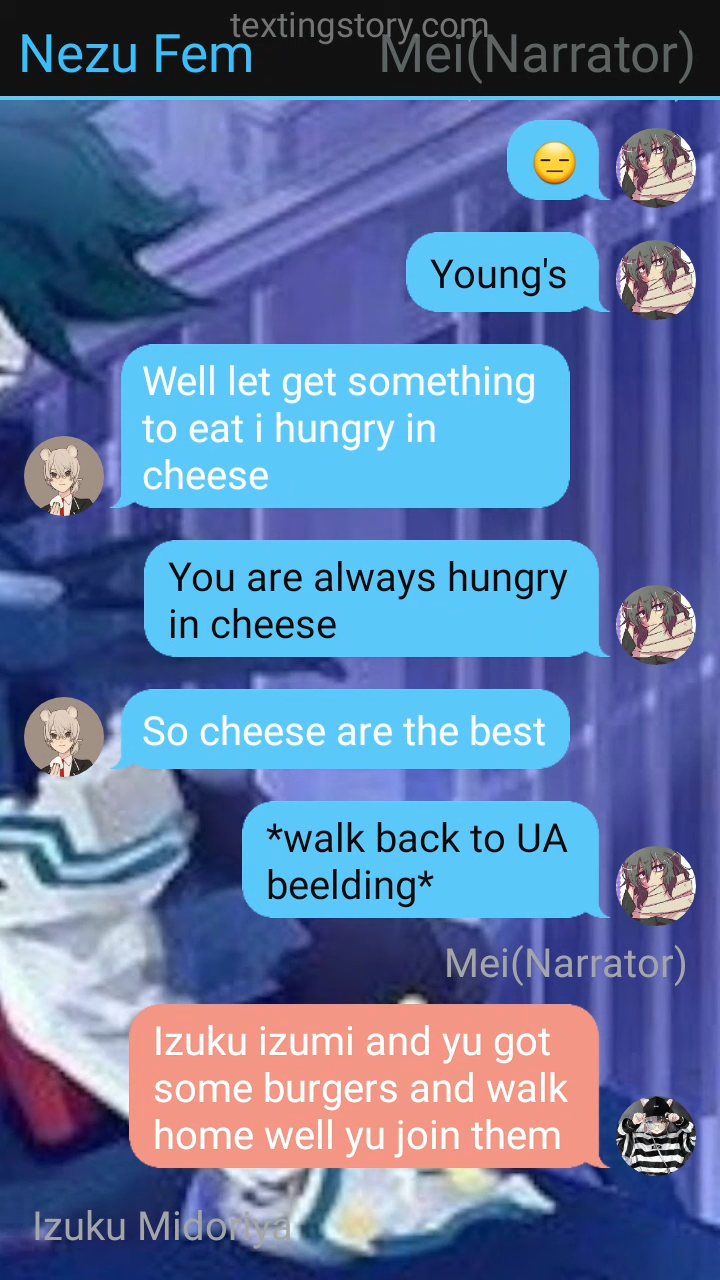 textingstory.com
Nezu Fem
Mei(Narrator)
Young's
Well let get something
to eat i hungry in
cheese
You are always hungry
in cheese
So cheese are the best
*walk back to UA
beelding*
Mei(Narrator)
Izuku izumi and yu got
some burgers and walk
home well yu join them
Izuku Midoriya